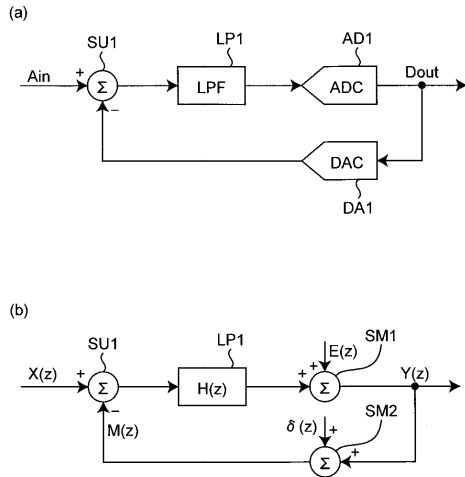 (a)
SU1
LP1
AD1
Ain
+
Σ
−
LPF
ADC
Dout
DAC
DA1
(b)
SU1
LP1
SM1
X(z)
+
Σ
−
H(z)
E(z)
+
+
Σ
Y(z)
M(z)
SM2
δ(z)
+
Σ
+